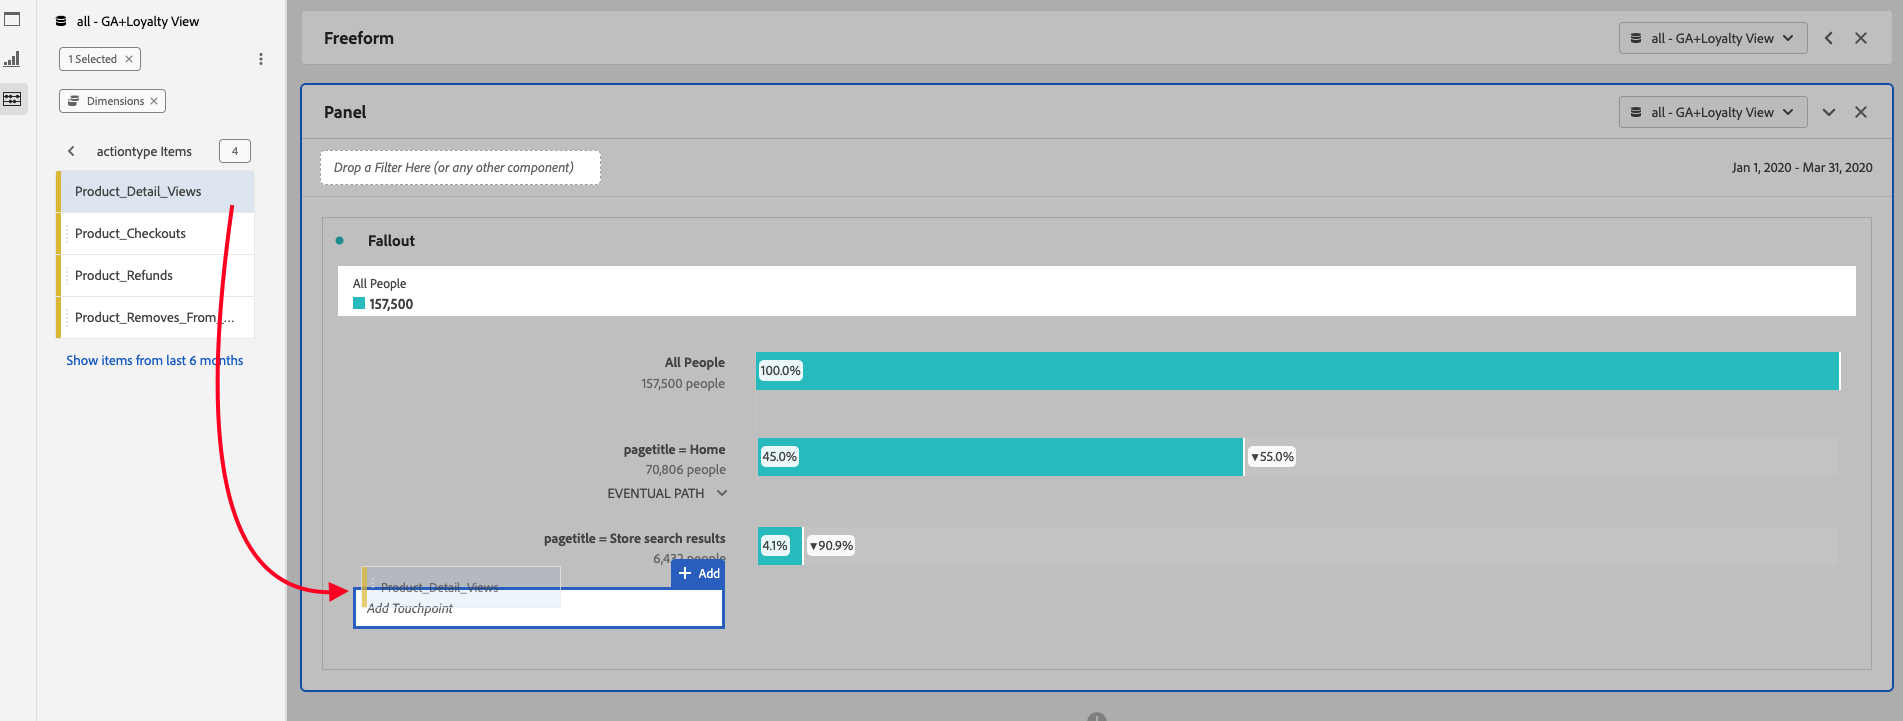 all - GA+Loyalty View
1 Selected
Dimensions
actiontype Items
4
Product_Detail_Views
Product_Checkouts
Product_Refunds
Product_Removes_From_...
Show items from last 6 months
Freeform
all - GA+Loyalty View
Panel
all - GA+Loyalty View
Drop a Filter Here (or any other component)
Jan 1, 2020 - Mar 31, 2020
Fallout
All People
157,500
All People
157,500 people
100.0%
pagetitle = Home
70,806 people
EVENTUAL PATH
45.0%
▼55.0%
pagetitle = Store search results
6,432 people
4.1%
▼90.9%
+ Add
Product_Detail_Views
Add Touchpoint